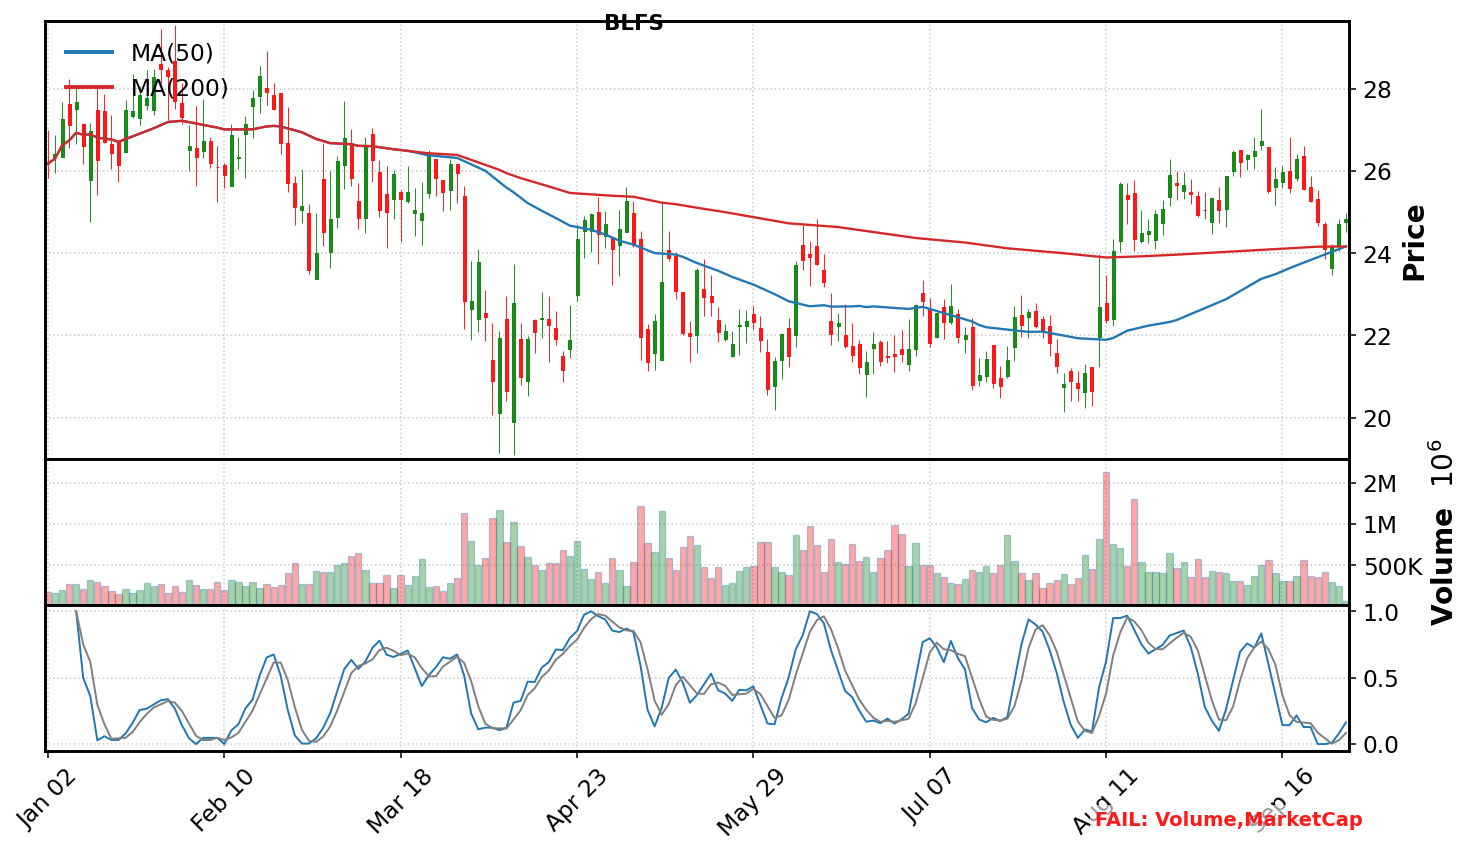 BLFS
MA(50)
MA(200)
28
26
24
22
20
Price
2M
1M
500K
Volume 10^6
1.0
0.5
0.0
Jan 02
Feb 10
Mar 18
Apr 23
May 29
Jul 07
Aug 11
Sep 16
FAIL: Volume,MarketCap